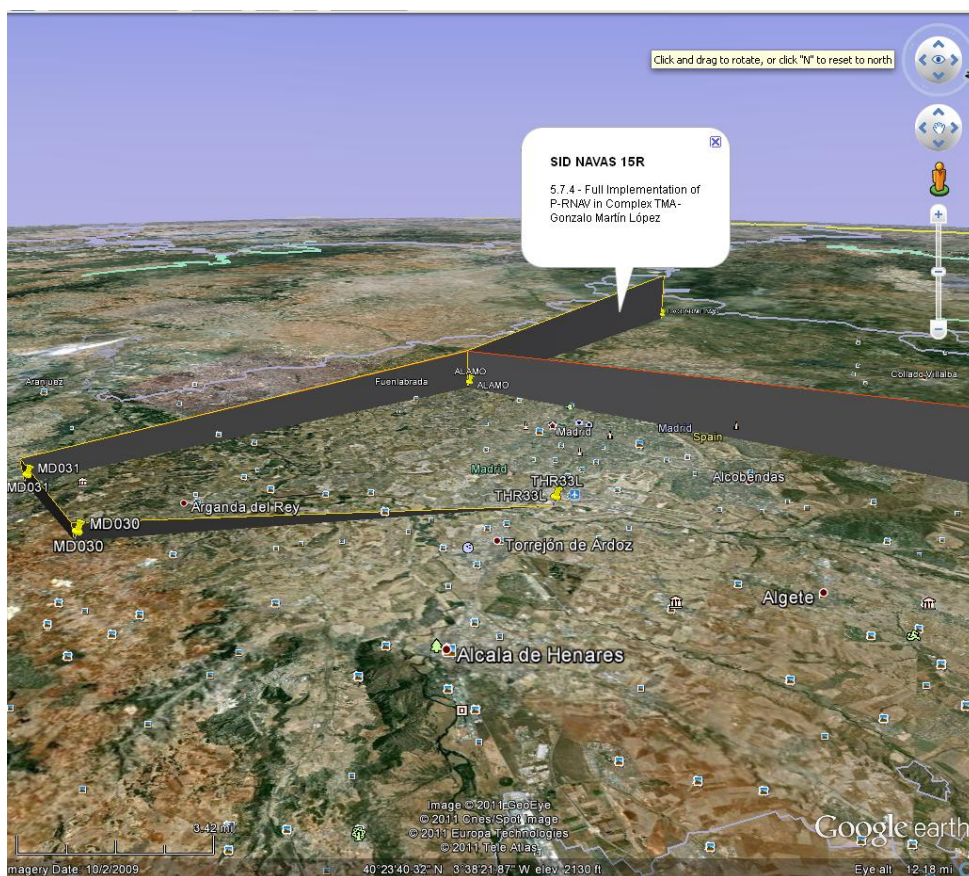 Click and drag to rotate, or click "N" to reset to north
SID NAVAS 15R
5.7.4 - Full Implementation of
P-RNAV in Complex TMA-
Gonzalo Martín López
Aranjuez
Fuenlabrada
ALAMO
ALAMO
Collado Villalba
Madrid
Madrid
Spain
Madrid
MD031
MD031
THR33L
THR33L
Alcobendas
Arganda del Rey
MD030
MD030
Torrejón de Ardoz
Algete
Alcala de Henares
Image © 2011 GeoEye
© 2011 Cnes/Spot Image
© 2011 Europa Technologies
© 2011 Tele Atlas
3.42 mi
Google earth
magery Date: 10/2/2009
40°23'40.32" N 3°38'21.87" W elev 2130 ft
Eye alt 12.18 mi